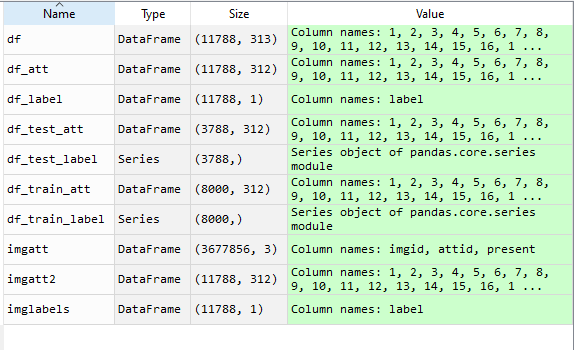 Name Type Size Value
df DataFrame (11788, 313) Column names: 1, 2, 3, 4, 5, 6, 7, 8,
9, 10, 11, 12, 13, 14, 15, 16, 1 ...
df_att DataFrame (11788, 312) Column names: 1, 2, 3, 4, 5, 6, 7, 8,
9, 10, 11, 12, 13, 14, 15, 16, 1 ...
df_label DataFrame (11788, 1) Column names: label
df_test_att DataFrame (3788, 312) Column names: 1, 2, 3, 4, 5, 6, 7, 8,
9, 10, 11, 12, 13, 14, 15, 16, 1 ...
df_test_label Series (3788,) Series object of pandas.core.series
module
df_train_att DataFrame (8000, 312) Column names: 1, 2, 3, 4, 5, 6, 7, 8,
9, 10, 11, 12, 13, 14, 15, 16, 1 ...
df_train_label Series (8000,) Series object of pandas.core.series
module
imgatt DataFrame (3677856, 3) Column names: imgid, attid, present
imgatt2 DataFrame (11788, 312) Column names: 1, 2, 3, 4, 5, 6, 7, 8,
9, 10, 11, 12, 13, 14, 15, 16, 1 ...
imglabels DataFrame (11788, 1) Column names: label